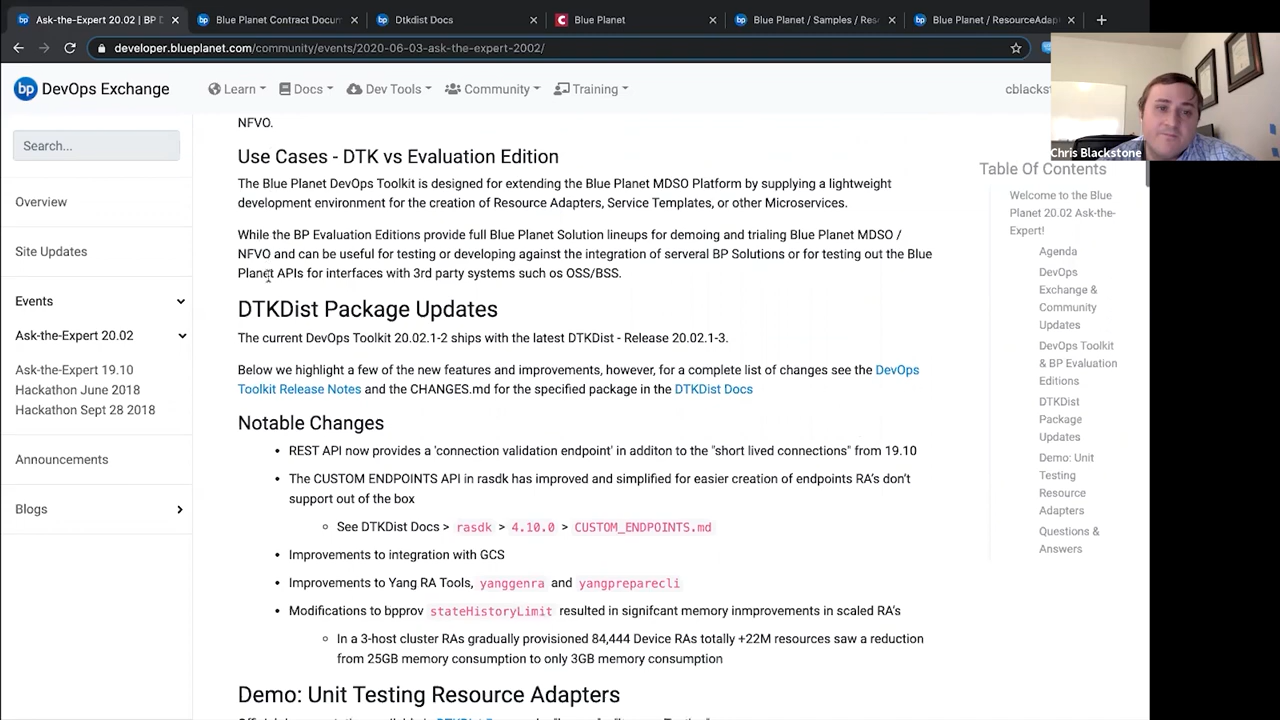 Ask-the-Expert 20.02 | BP D
Blue Planet Contract Docum
Dtkdist Docs
Blue Planet
Blue Planet / Samples / Res
Blue Planet / ResourceAdap
developer.blueplanet.com/community/events/2020-06-03-ask-the-expert-2002/
bp DevOps Exchange
Learn
Docs
Dev Tools
Community
Training
cblackst
Chris Blackstone
Search...
Overview
Site Updates
Events
Ask-the-Expert 20.02
Ask-the-Expert 19.10
Hackathon June 2018
Hackathon Sept 28 2018
Announcements
Blogs
NFVO.
Use Cases - DTK vs Evaluation Edition
The Blue Planet DevOps Toolkit is designed for extending the Blue Planet MDSO Platform by supplying a lightweight
development environment for the creation of Resource Adapters, Service Templates, or other Microservices.
While the BP Evaluation Editions provide full Blue Planet Solution lineups for demoing and trialing Blue Planet MDSO /
NFVO and can be useful for testing or developing against the integration of serveral BP Solutions or for testing out the Blue
Planet APIs for interfaces with 3rd party systems such os OSS/BSS.
DTKDist Package Updates
The current DevOps Toolkit 20.02.1-2 ships with the latest DTKDist - Release 20.02.1-3.
Below we highlight a few of the new features and improvements, however, for a complete list of changes see the DevOps
Toolkit Release Notes and the CHANGES.md for the specified package in the DTKDist Docs
Notable Changes
• REST API now provides a 'connection validation endpoint' in additon to the "short lived connections" from 19.10
• The CUSTOM ENDPOINTS API in rasdk has improved and simplified for easier creation of endpoints RA's don't
support out of the box
◦ See DTKDist Docs > rasdk > 4.10.0 > CUSTOM_ENDPOINTS.md
• Improvements to integration with GCS
• Improvements to Yang RA Tools, yanggenra and yangpreparecli
• Modifications to bpprov stateHistoryLimit resulted in signifcant memory inmprovements in scaled RA's
◦ In a 3-host cluster RAs gradually provisioned 84,444 Device RAs totally +22M resources saw a reduction
from 25GB memory consumption to only 3GB memory consumption
Demo: Unit Testing Resource Adapters
Table Of Contents
Welcome to the Blue
Planet 20.02 Ask-the-
Expert!
Agenda
DevOps
Exchange &
Community
Updates
DevOps Toolkit
& BP Evaluation
Editions
DTKDist
Package
Updates
Demo: Unit
Testing
Resource
Adapters
Questions &
Answers